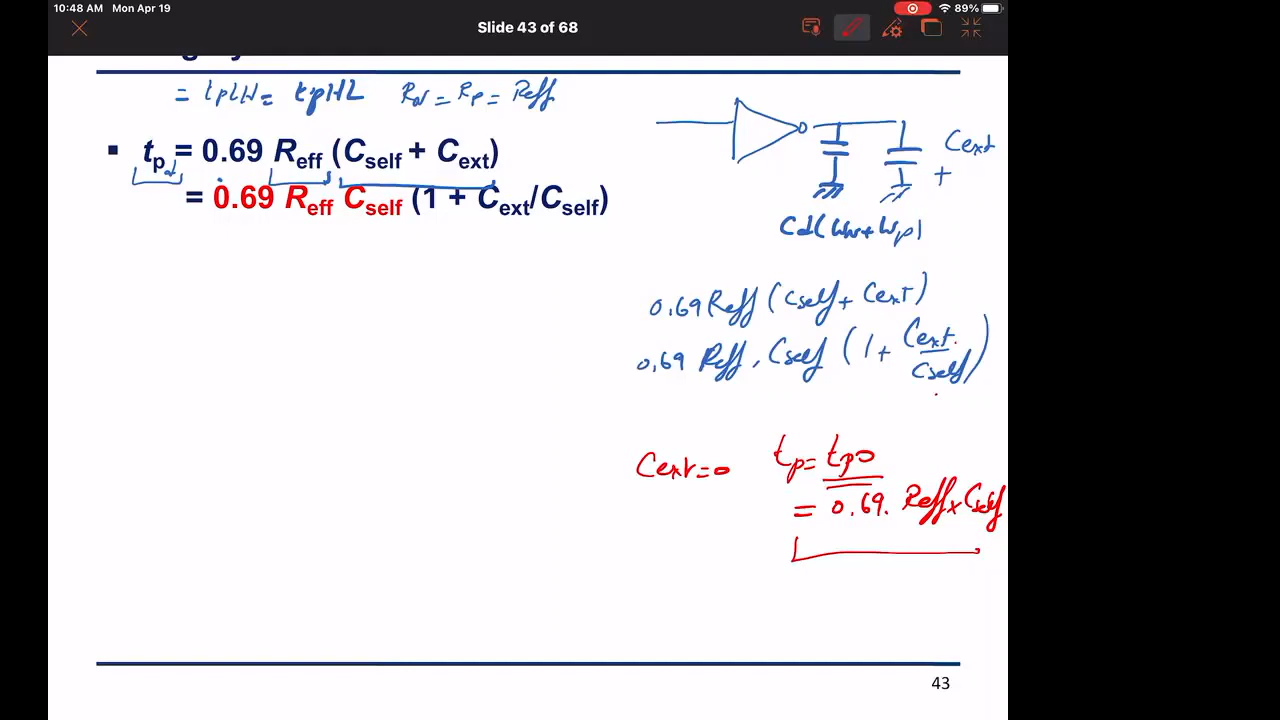 10:48 AM Mon Apr 19
89%
Slide 43 of 68
= tpLH = tpHL RN = RP = Reff
▪ tp = 0.69 Reff (Cself + Cext)
= 0.69 Reff Cself (1 + Cext/Cself)
Cext
+
Cd(WN + Wp)
0.69 Reff (Cself + Cext)
0.69 Reff . Cself (1 + Cext / Cself)
Cext = 0 tp = tp0
= 0.69. Reff x Cself
43